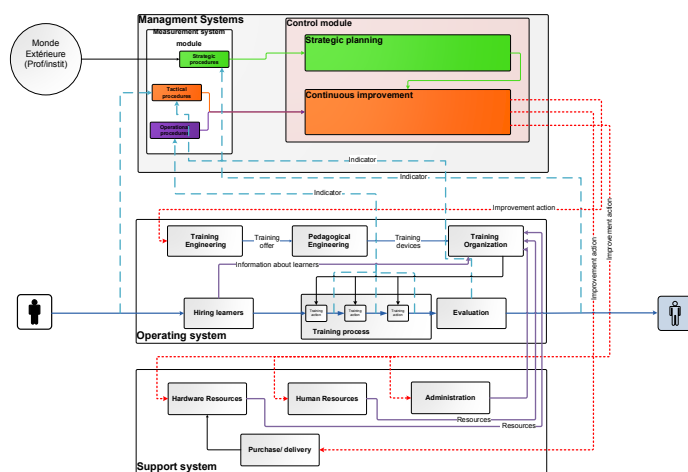 Managment Systems
Control module
Measurement system
module
Monde
Extérieure
(Prof/instit)
Strategic
procedures
Strategic planning
Tactical
procedures
Continuous improvement
Operational
procedures
Indicator
Indicator
Indicator
Improvement action
Improvement action
Improvement action
Training
Engineering
Training
offer
Pedagogical
Engineering
Training
devices
Training
Organization
Information about learners
Hiring learners
Training
action
Training
action
Training
action
Evaluation
Training process
Operating system
Hardware Resources
Human Resources
Administration
Resources
Resources
Purchase/ delivery
Support system